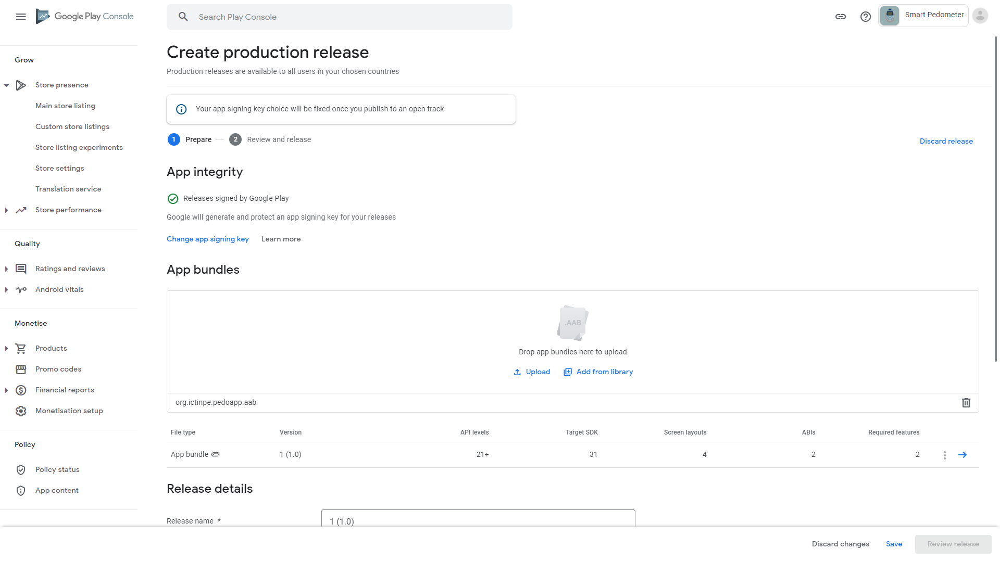 Google Play Console
Search Play Console
Smart Pedometer
Grow
Store presence
Main store listing
Custom store listings
Store listing experiments
Store settings
Translation service
Store performance
Quality
Ratings and reviews
Android vitals
Monetise
Products
Promo codes
Financial reports
Monetisation setup
Policy
Policy status
App content
Create production release
Production releases are available to all users in your chosen countries
Your app signing key choice will be fixed once you publish to an open track
1 Prepare 2 Review and release
Discard release
App integrity
Releases signed by Google Play
Google will generate and protect an app signing key for your releases
Change app signing key Learn more
App bundles
.AAB
Drop app bundles here to upload
Upload Add from library
org.ictinpe.pedoapp.aab
File type Version API levels Target SDK Screen layouts ABIs Required features
App bundle 1 (1.0) 21+ 31 4 2 2
Release details
Release name * 1 (1.0)
Discard changes Save Review release